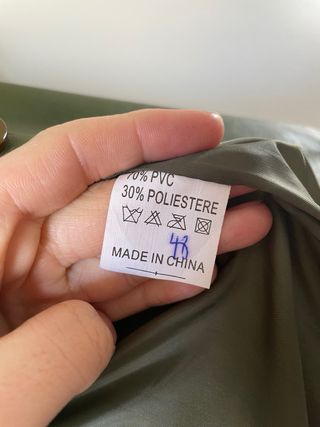 70% PVC
30% POLIESTERE
48
MADE IN CHINA